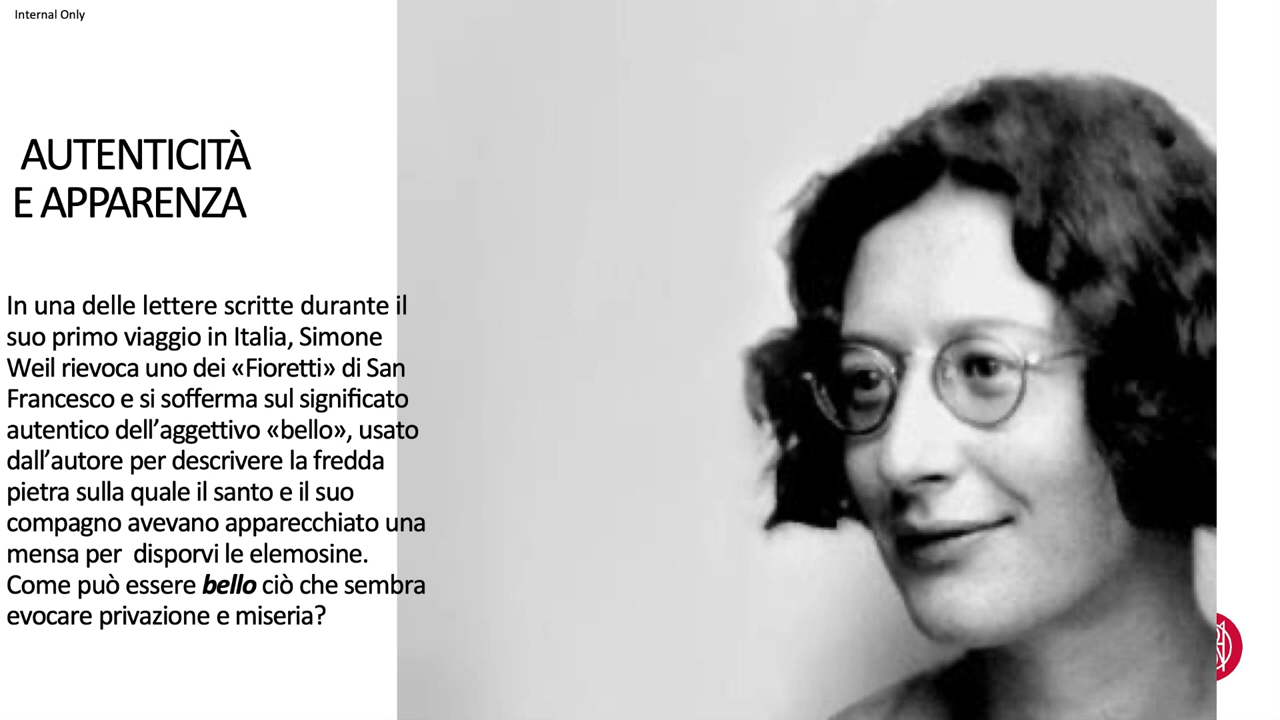 Internal Only
AUTENTICITÀ
E APPARENZA
In una delle lettere scritte durante il
suo primo viaggio in Italia, Simone
Weil rievoca uno dei «Fioretti» di San
Francesco e si sofferma sul significato
autentico dell’aggettivo «bello», usato
dall’autore per descrivere la fredda
pietra sulla quale il santo e il suo
compagno avevano apparecchiato una
mensa per  disporvi le elemosine.
Come può essere bello ciò che sembra
evocare privazione e miseria?